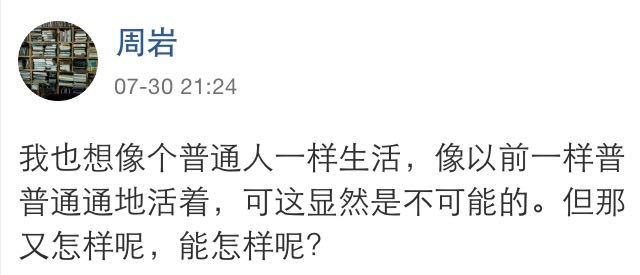 周岩
07-30 21:24
我也想像个普通人一样生活，像以前一样普
普通通地活着，可这显然是不可能的。但那
又怎样呢，能怎样呢?